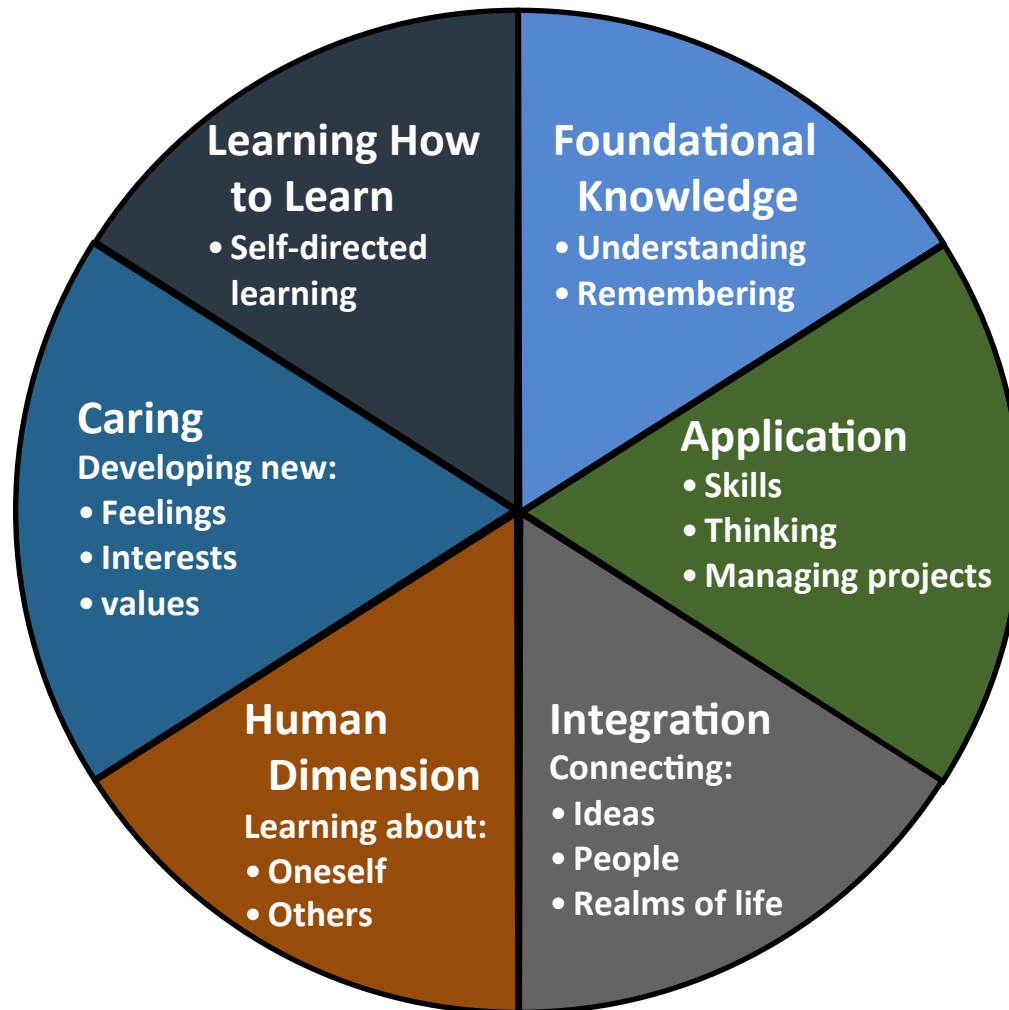 Learning How
to Learn
• Self-directed
learning
Foundational
Knowledge
• Understanding
• Remembering
Caring
Developing new:
• Feelings
• Interests
• values
Application
• Skills
• Thinking
• Managing projects
Human
Dimension
Learning about:
• Oneself
• Others
Integration
Connecting:
• Ideas
• People
• Realms of life